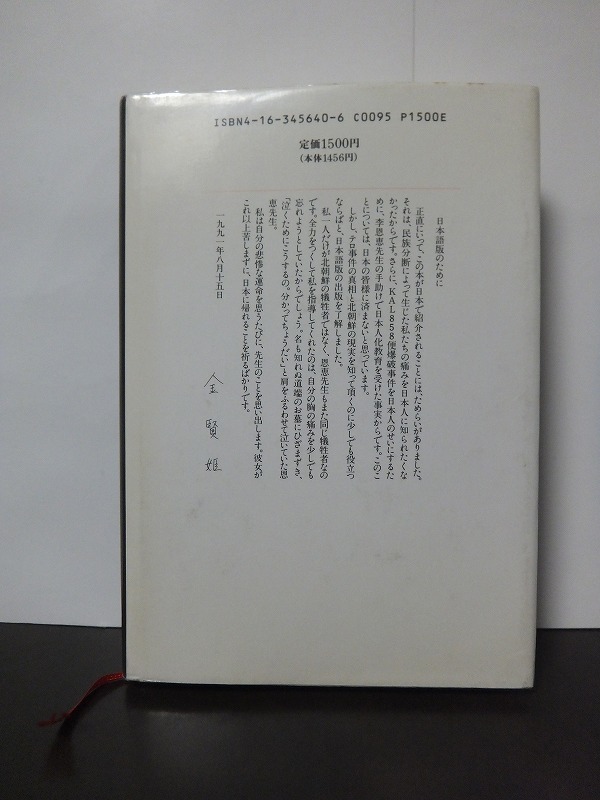 ISBN4-16-345640-6 C0095 P1500E
定価1500円
(本体1456円)
日本語版のために
正直にいって、この本が日本で紹介されることには、ためらいがありました。
それは、民族分断によって生じた私たちの痛みを日本人に知られたくな
かったからです。さらに、KAL858便爆破事件を日本人のせいにするた
めに、李恩恵先生の手助けで日本人化教育を受けた事実からです。このこ
とについては、日本の皆様に済まないと思っています。
しかし、テロ事件の真相と北朝鮮の現実を知って頂くのに少しでも役立つ
ならばと、日本語版の出版を了解しました。
私一人だけが北朝鮮の犠牲者ではなく、恩恵先生もまた同じ犠牲者なの
です。全力をつくして私を指導してくれたのは、自分の胸の痛みを少しでも
忘れようとしていたからでしょう。名も知れぬ道端のお墓にひざまずき、
「泣くためにこうするの。分かってちょうだい」と肩をふるわせて泣いていた恩
恵先生。
私は自分の悲惨な運命を思うたびに、先生のことを思い出します。彼女が
これ以上苦しまずに、日本に帰れることを祈るばかりです。
一九九一年八月十五日
金賢姫